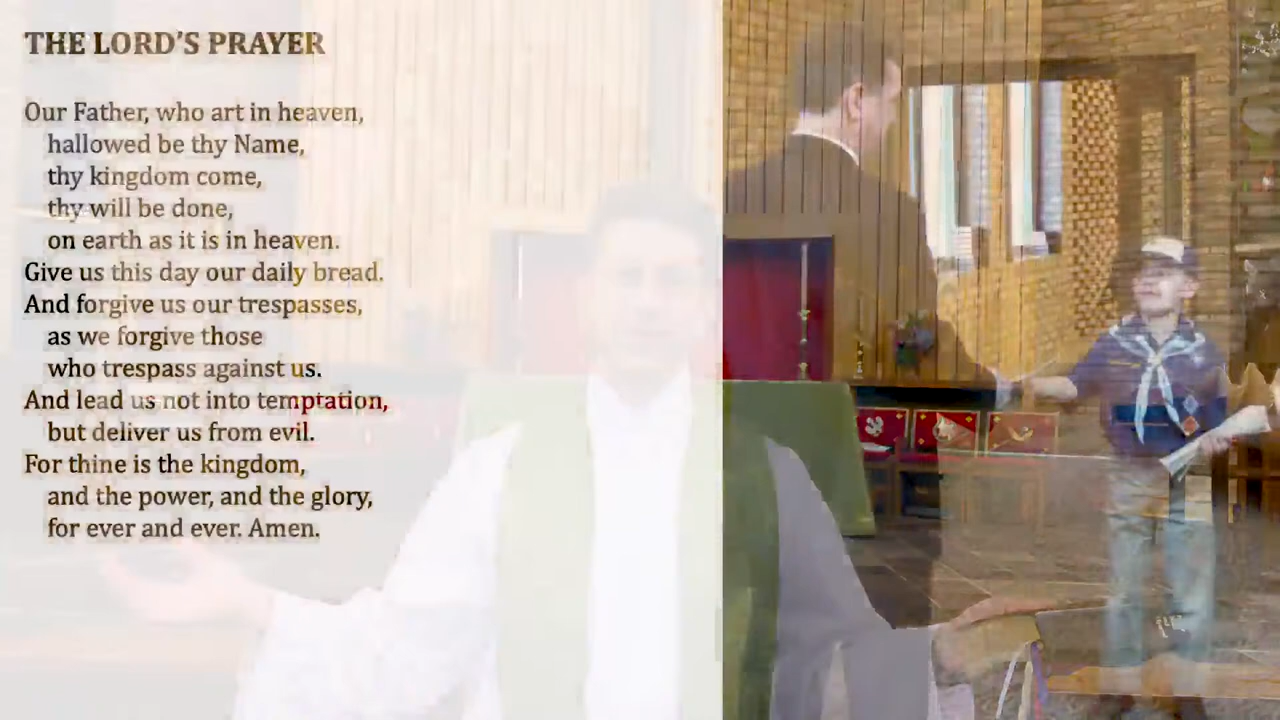 THE LORD'S PRAYER
Our Father, who art in heaven,
hallowed be thy Name,
thy kingdom come,
thy will be done,
on earth as it is in heaven.
Give us this day our daily bread.
And forgive us our trespasses,
as we forgive those
who trespass against us.
And lead us not into temptation,
but deliver us from evil.
For thine is the kingdom,
and the power, and the glory,
for ever and ever. Amen.